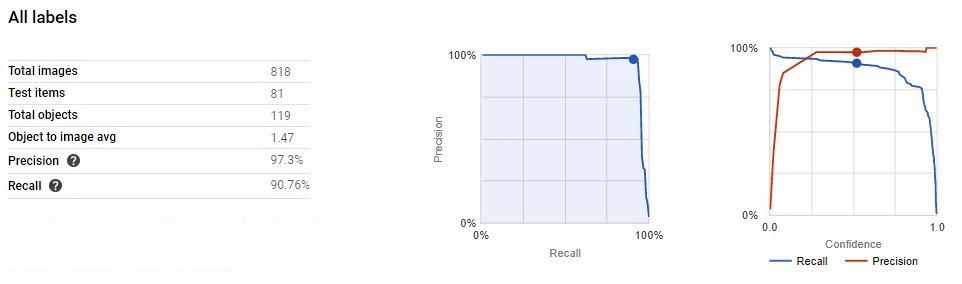 All labels
Total images 818
Test items 81
Total objects 119
Object to image avg 1.47
Precision ? 97.3%
Recall ? 90.76%
100%
Precision
0%
0% 100%
Recall
100%
0%
0.0 1.0
Confidence
Recall Precision